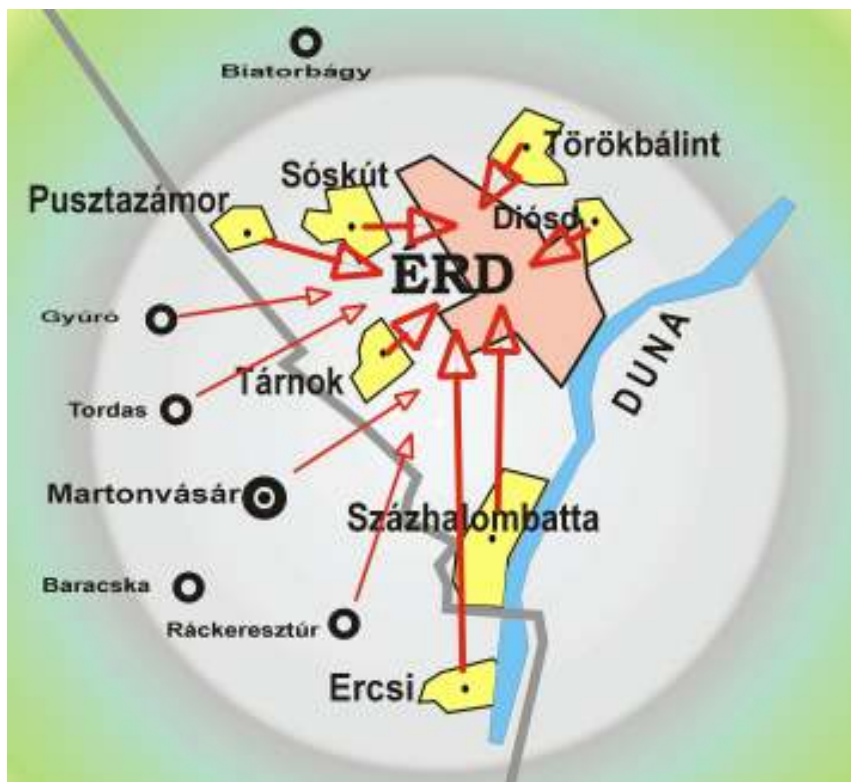 Biatorbágy
Törökbálint
Sóskút
Pusztazámor
Diósd
ÉRD
Gyúró
DUNA
Tárnok
Tordas
Martonvásár
Százhalombatta
Baracska
Ráckeresztúr
Ercsi